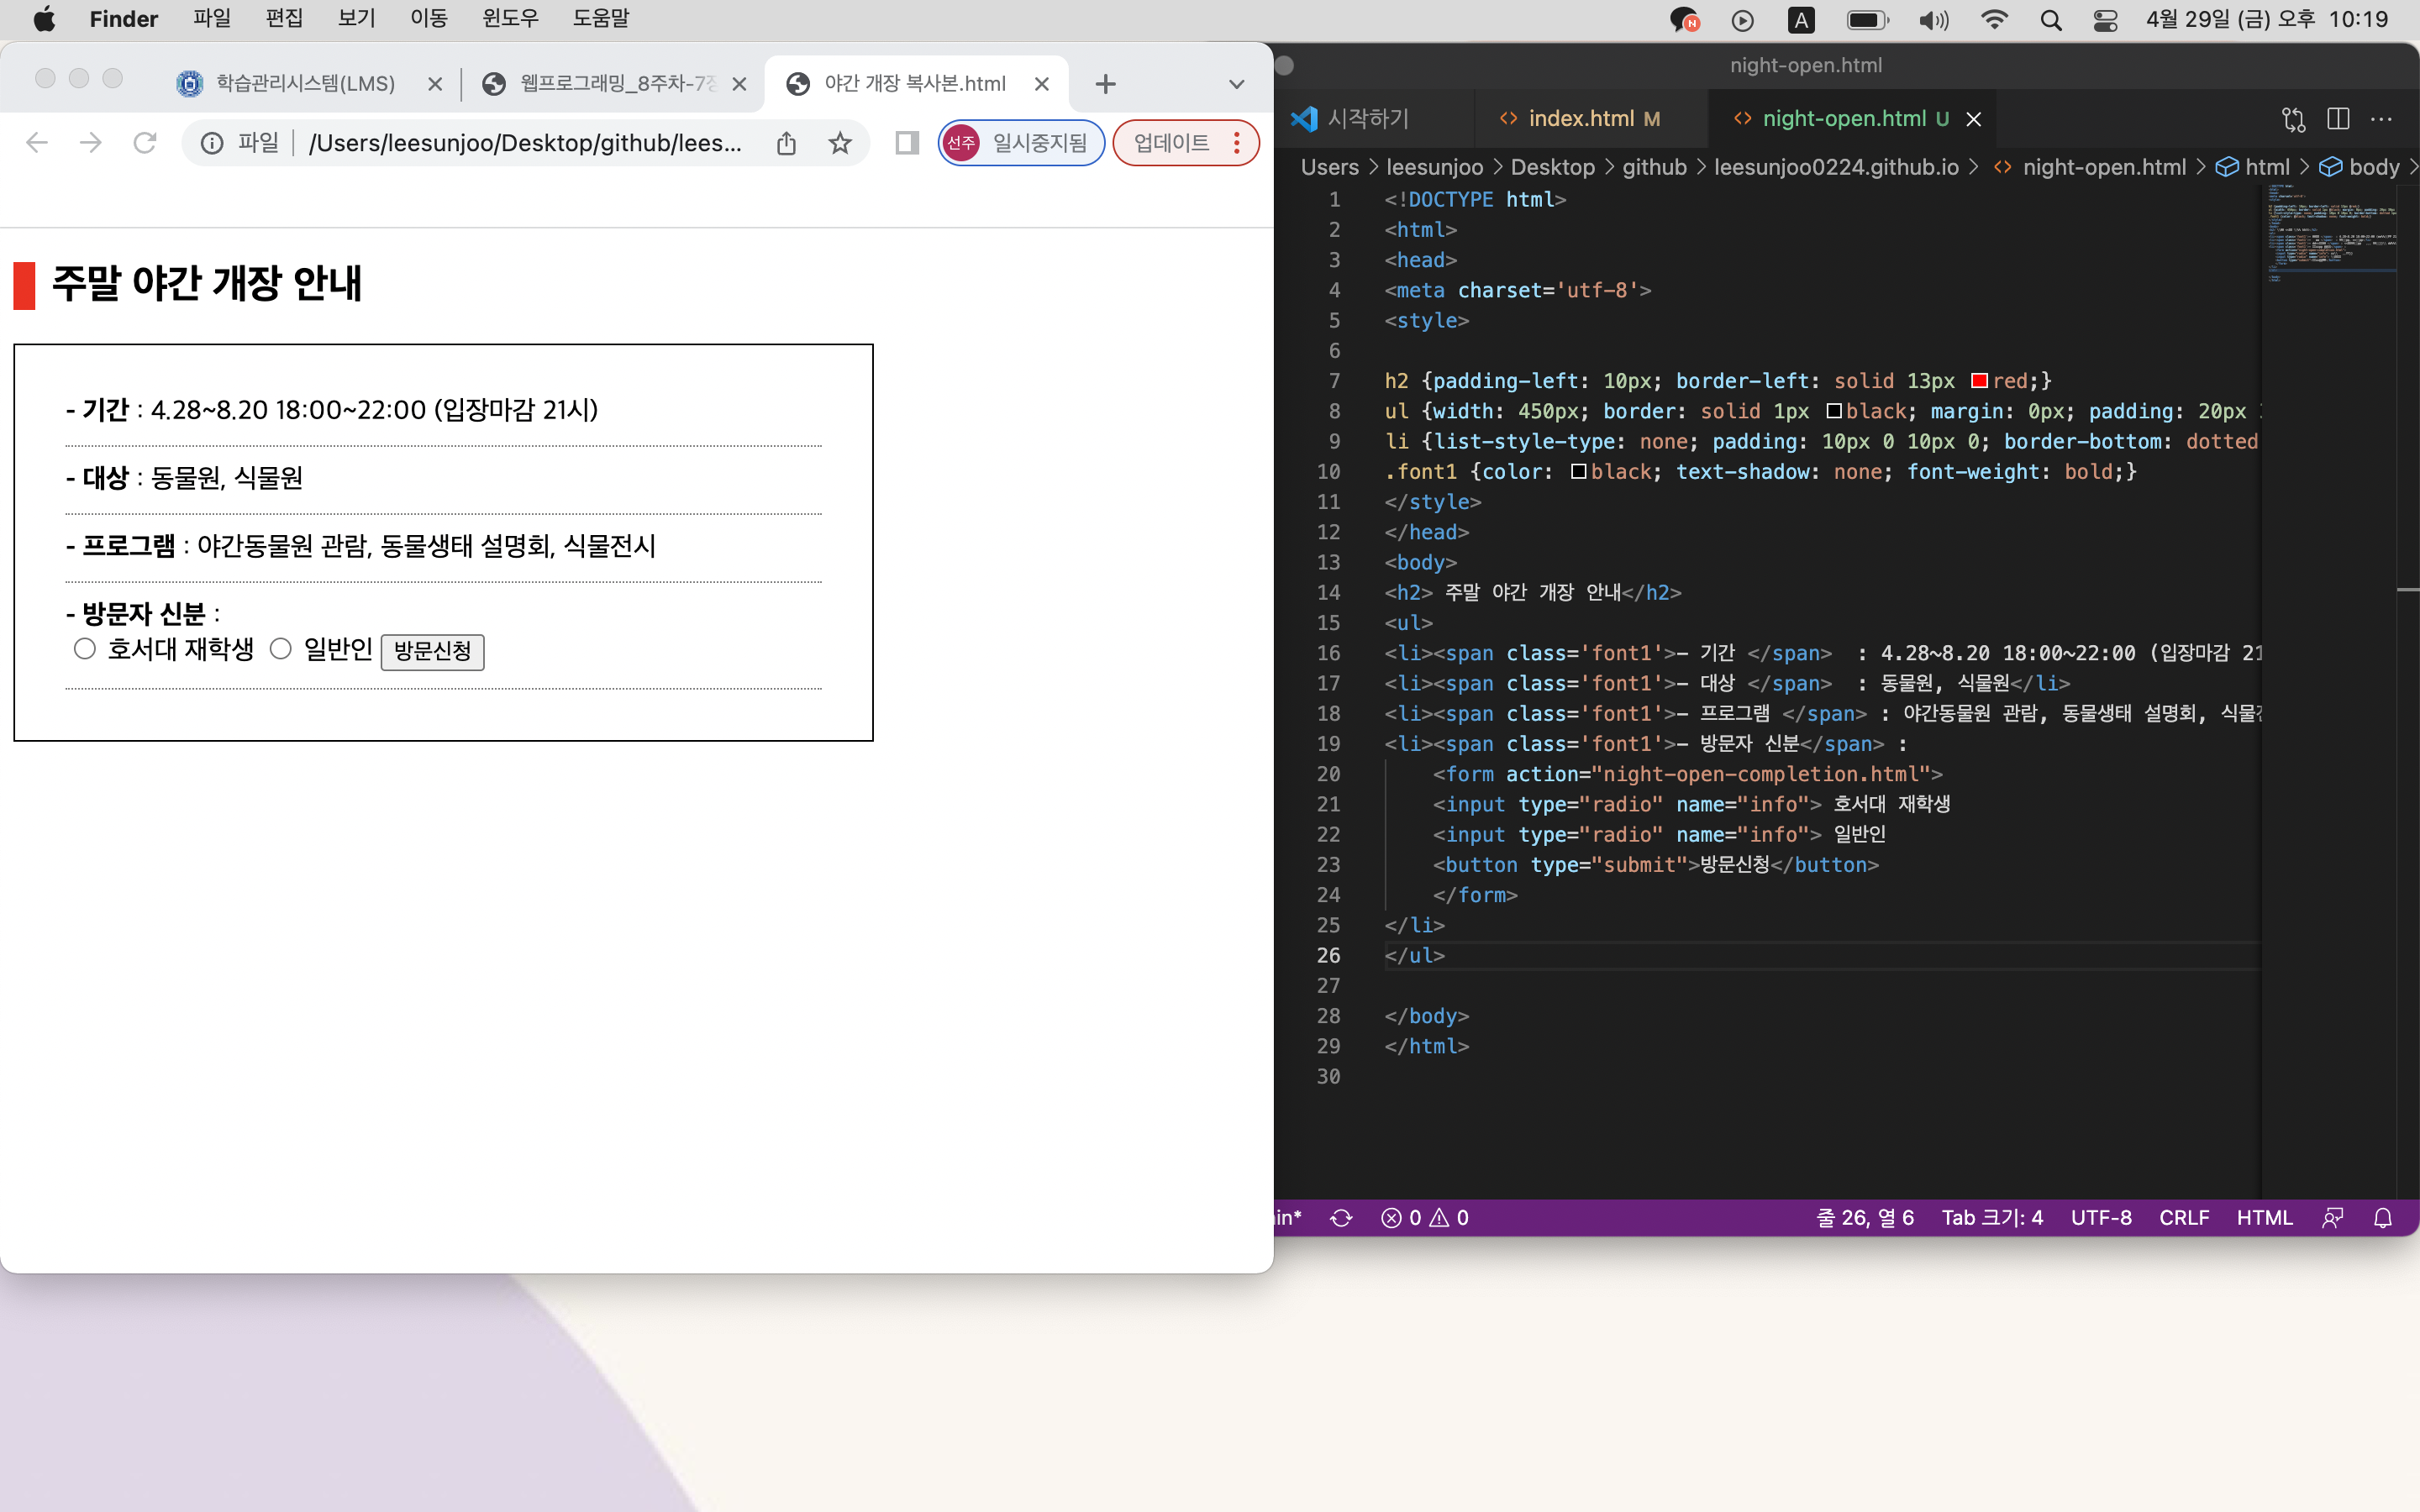 Finder 파일 편집 보기 이동 윈도우 도움말 A 4월 29일 (금) 오후 10:19
학습관리시스템(LMS) 웹프로그래밍_8주차-7장 야간 개장 복사본.html
파일 /Users/leesunjoo/Desktop/github/lees... 선주 일시중지됨 업데이트
주말 야간 개장 안내
- 기간 : 4.28~8.20 18:00~22:00 (입장마감 21시)
- 대상 : 동물원, 식물원
- 프로그램 : 야간동물원 관람, 동물생태 설명회, 식물전시
- 방문자 신분 :
호서대 재학생 일반인 방문신청
night-open.html
시작하기 index.html M night-open.html U
Users > leesunjoo > Desktop > github > leesunjoo0224.github.io > night-open.html > html > body >
1 <!DOCTYPE html>
2 <html>
3 <head>
4 <meta charset='utf-8'>
5 <style>
6
7 h2 {padding-left: 10px; border-left: solid 13px red;}
8 ul {width: 450px; border: solid 1px black; margin: 0px; padding: 20px
9 li {list-style-type: none; padding: 10px 0 10px 0; border-bottom: dotted
10 .font1 {color: black; text-shadow: none; font-weight: bold;}
11 </style>
12 </head>
13 <body>
14 <h2> 주말 야간 개장 안내</h2>
15 <ul>
16 <li><span class='font1'>- 기간 </span>  : 4.28~8.20 18:00~22:00 (입장마감 21
17 <li><span class='font1'>- 대상 </span>  : 동물원, 식물원</li>
18 <li><span class='font1'>- 프로그램 </span> : 야간동물원 관람, 동물생태 설명회, 식물전
19 <li><span class='font1'>- 방문자 신분</span> :
20     <form action="night-open-completion.html">
21     <input type="radio" name="info"> 호서대 재학생
22     <input type="radio" name="info"> 일반인
23     <button type="submit">방문신청</button>
24     </form>
25 </li>
26 </ul>
27
28 </body>
29 </html>
30
in* 0 0 줄 26, 열 6 Tab 크기: 4 UTF-8 CRLF HTML